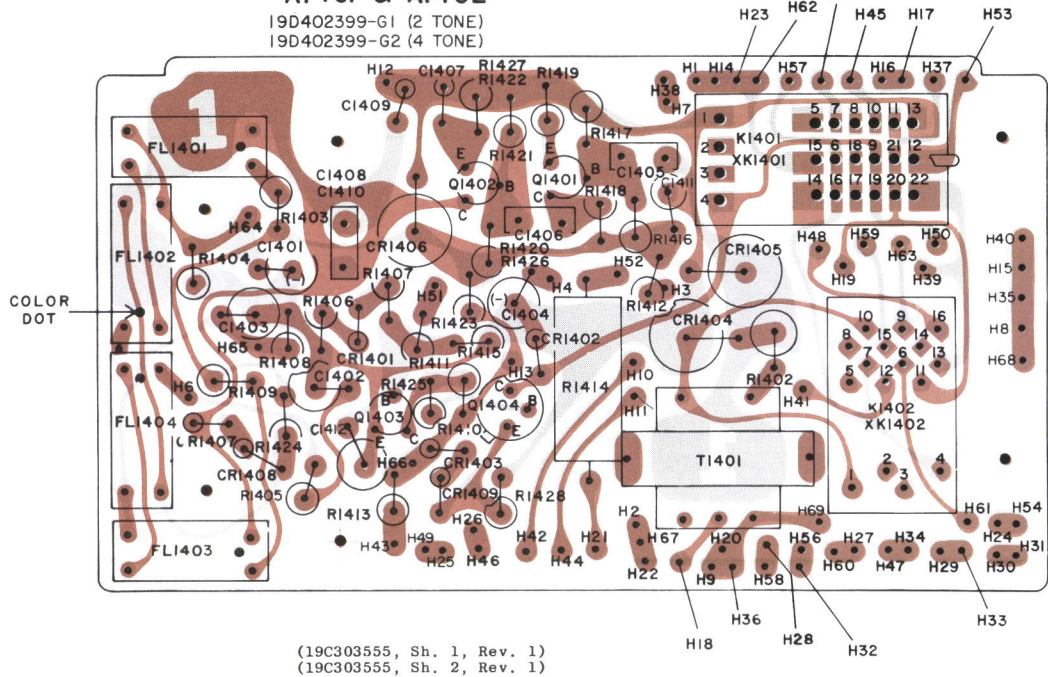 19D402399-G1 (2 TONE)
19D402399-G2 (4 TONE)
H62
H23
H45
H17
H53
H12
C1407
R1427
R1422
R1419
H38
H1
H14
H57
H16
H37
C1409
H7
1
FL1401
R1421
R1417
1
2
3
4
K1401
XK1401
5 7 8 10 11 13
15 6 18 9 21 12
14 16 17 19 20 22
C1408
C1410
E
Q1402
B
C
E
Q1401
B
C
C1405
R1418
C1411
R1403
H64
C1401
R1404
(-)
FL1402
CR1406
C1406
R1420
R1426
R1416
CR1405
H48
H59
H50
H63
H19
H39
H40
H15
H35
H8
H68
R1407
H51
H4
H52
R1412
H3
COLOR
DOT
C1403
R1406
R1423
(-)
C1404
CR1404
10 9 16
8 15 14
7 6 13
5 12 11
K1402
XK1402
1 2 3 4
H65
R1408
CR1401
R1411
R1415
CR1402
H13
H10
R1402
H41
H6
R1409
C1402
R1425
B
Q1403
E
C
C
Q1404
B
E
R1414
H11
FL1404
CR1407
R1424
C1412
R1410
CR1408
H66
CR1403
T1401
R1405
CR1409
R1428
R1413
H26
H2
H69
H61
H54
FL1403
H43
H49
H25
H46
H42
H44
H21
H67
H22
H20
H9
H56
H58
H27
H60
H34
H47
H29
H24
H30
H31
H18
H36
H28
H32
H33
(19C303555, Sh. 1, Rev. 1)
(19C303555, Sh. 2, Rev. 1)